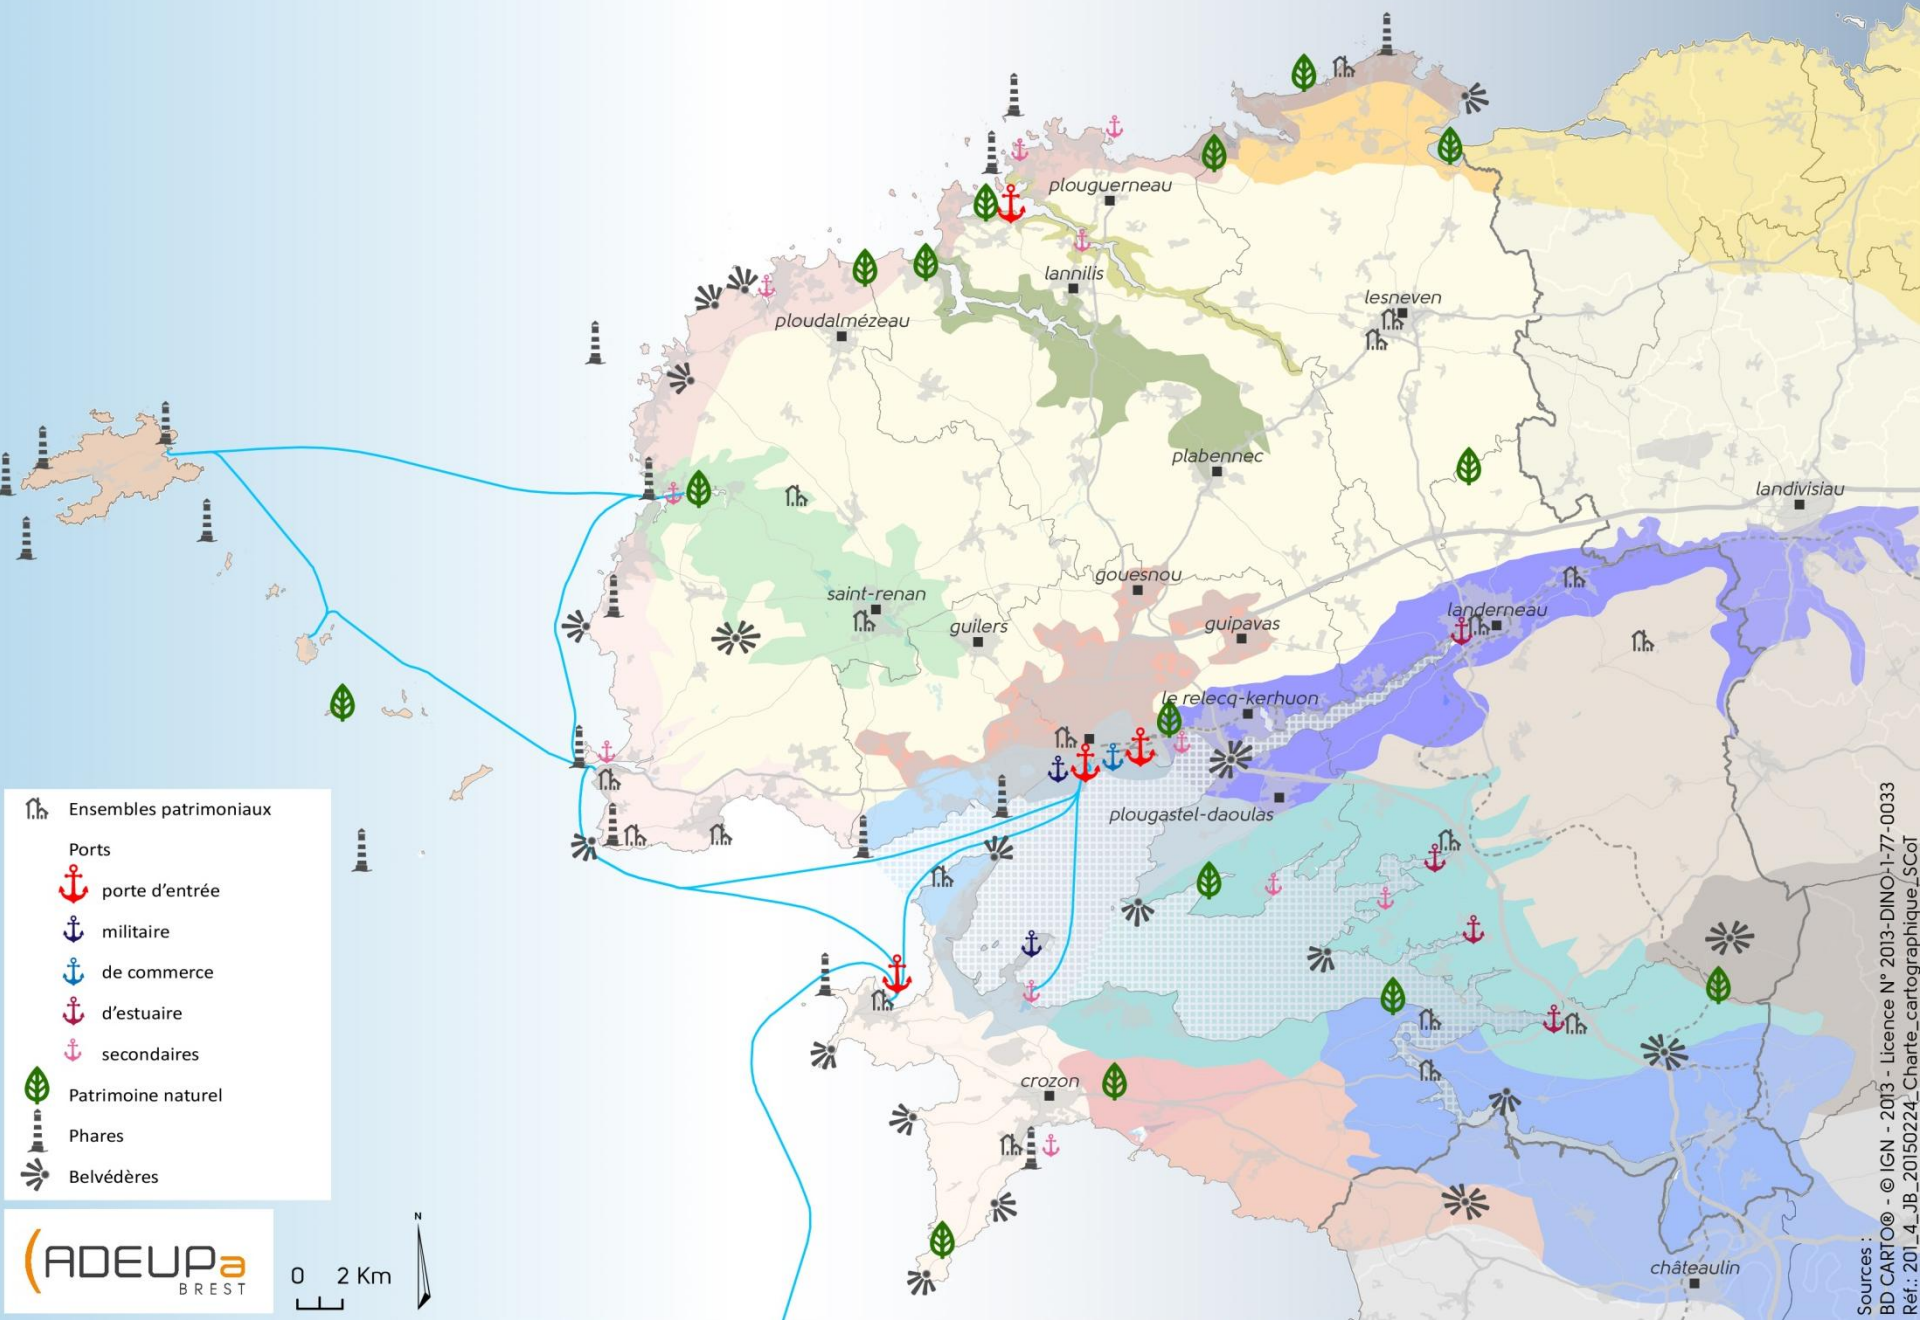 plouguerneau
lannilis
lesneven
ploudalmézeau
plabennec
landivisiau
gouesnou
saint-renan
guilers
guipavas
landerneau
le relecq-kerhuon
plougastel-daoulas
crozon
châteaulin
Ensembles patrimoniaux
Ports
porte d'entrée
militaire
de commerce
d'estuaire
secondaires
Patrimoine naturel
Phares
Belvédères
ADEUPa
BREST
0 2 Km
N
Sources :
BD CARTO® - © IGN - 2013 - Licence N° 2013-DINO-1-77-0033
Réf.: 201_4_JB_20150224_Charte_cartographique_SCoT